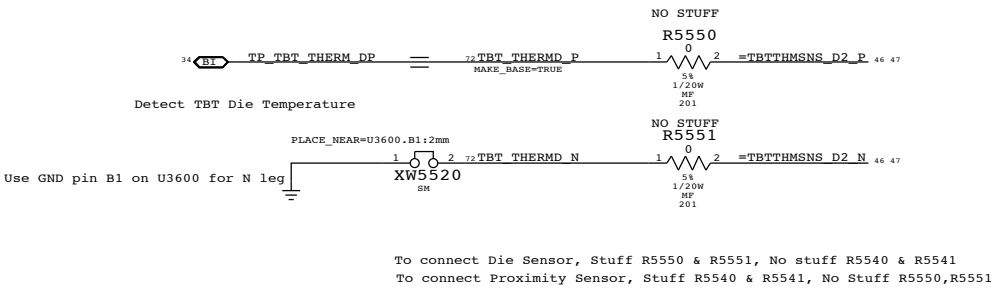 NO STUFF
R5550
0
34 BI TP_TBT_THERM_DP 72 TBT_THERMD_P 1 2 =TBTTHMSNS_D2_P 46 47
MAKE_BASE=TRUE
5%
1/20W
MF
201
Detect TBT Die Temperature
NO STUFF
R5551
PLACE_NEAR=U3600.B1:2mm
0
1 2 72 TBT_THERMD_N 1 2 =TBTTHMSNS_D2_N 46 47
Use GND pin B1 on U3600 for N leg
XW5520
SM
5%
1/20W
MF
201
To connect Die Sensor, Stuff R5550 & R5551, No stuff R5540 & R5541
To connect Proximity Sensor, Stuff R5540 & R5541, No Stuff R5550,R5551